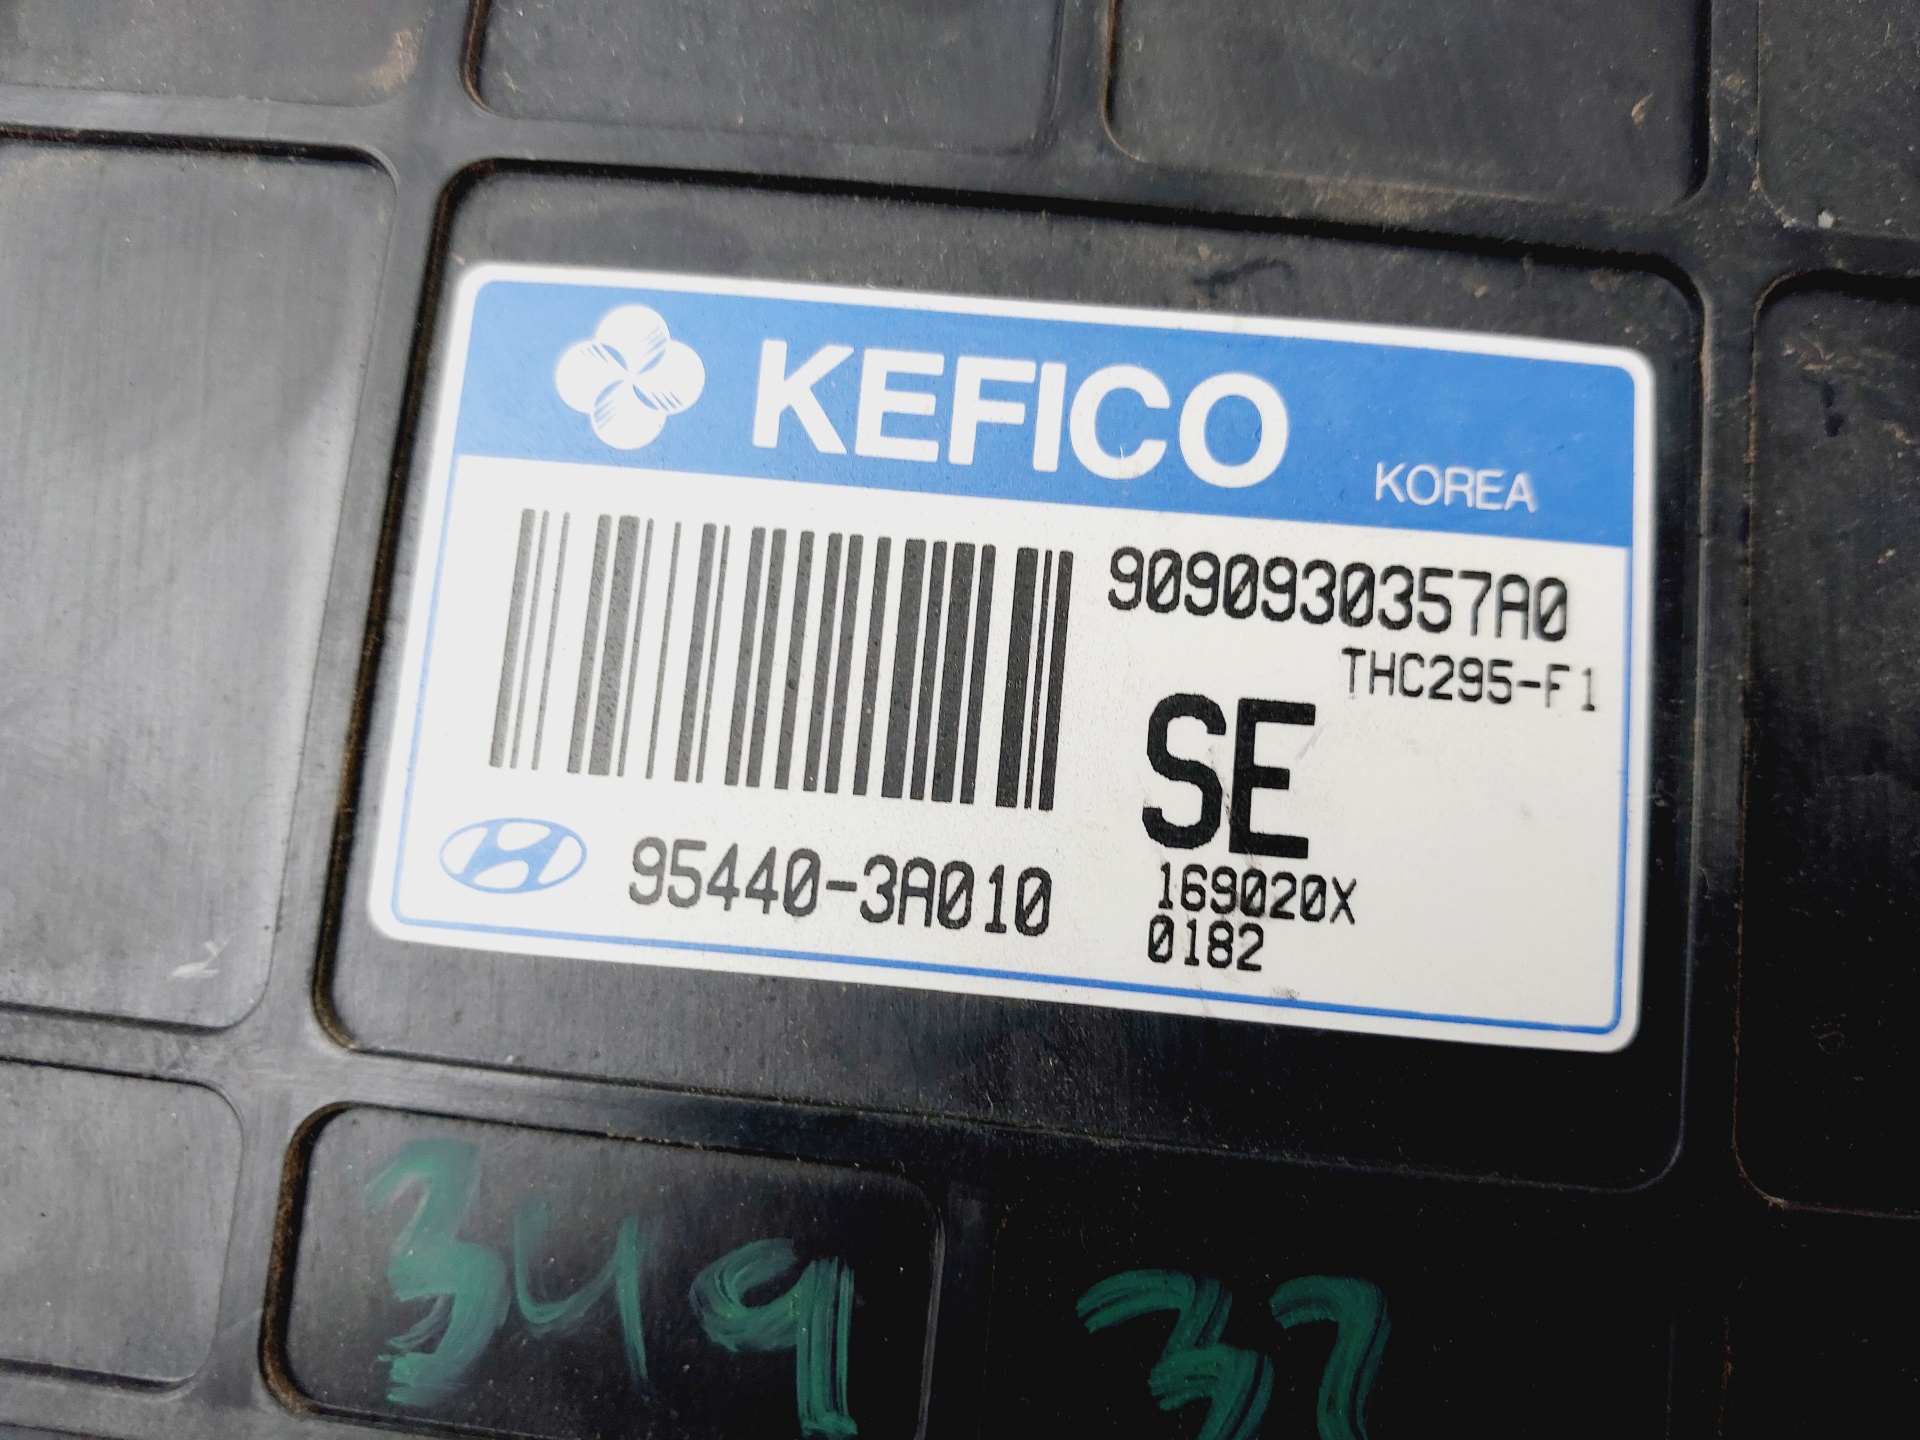 KEFICO KOREA
9090930357A0
THC295-F1
SE
95440-3A010
169020X
0182
349 37